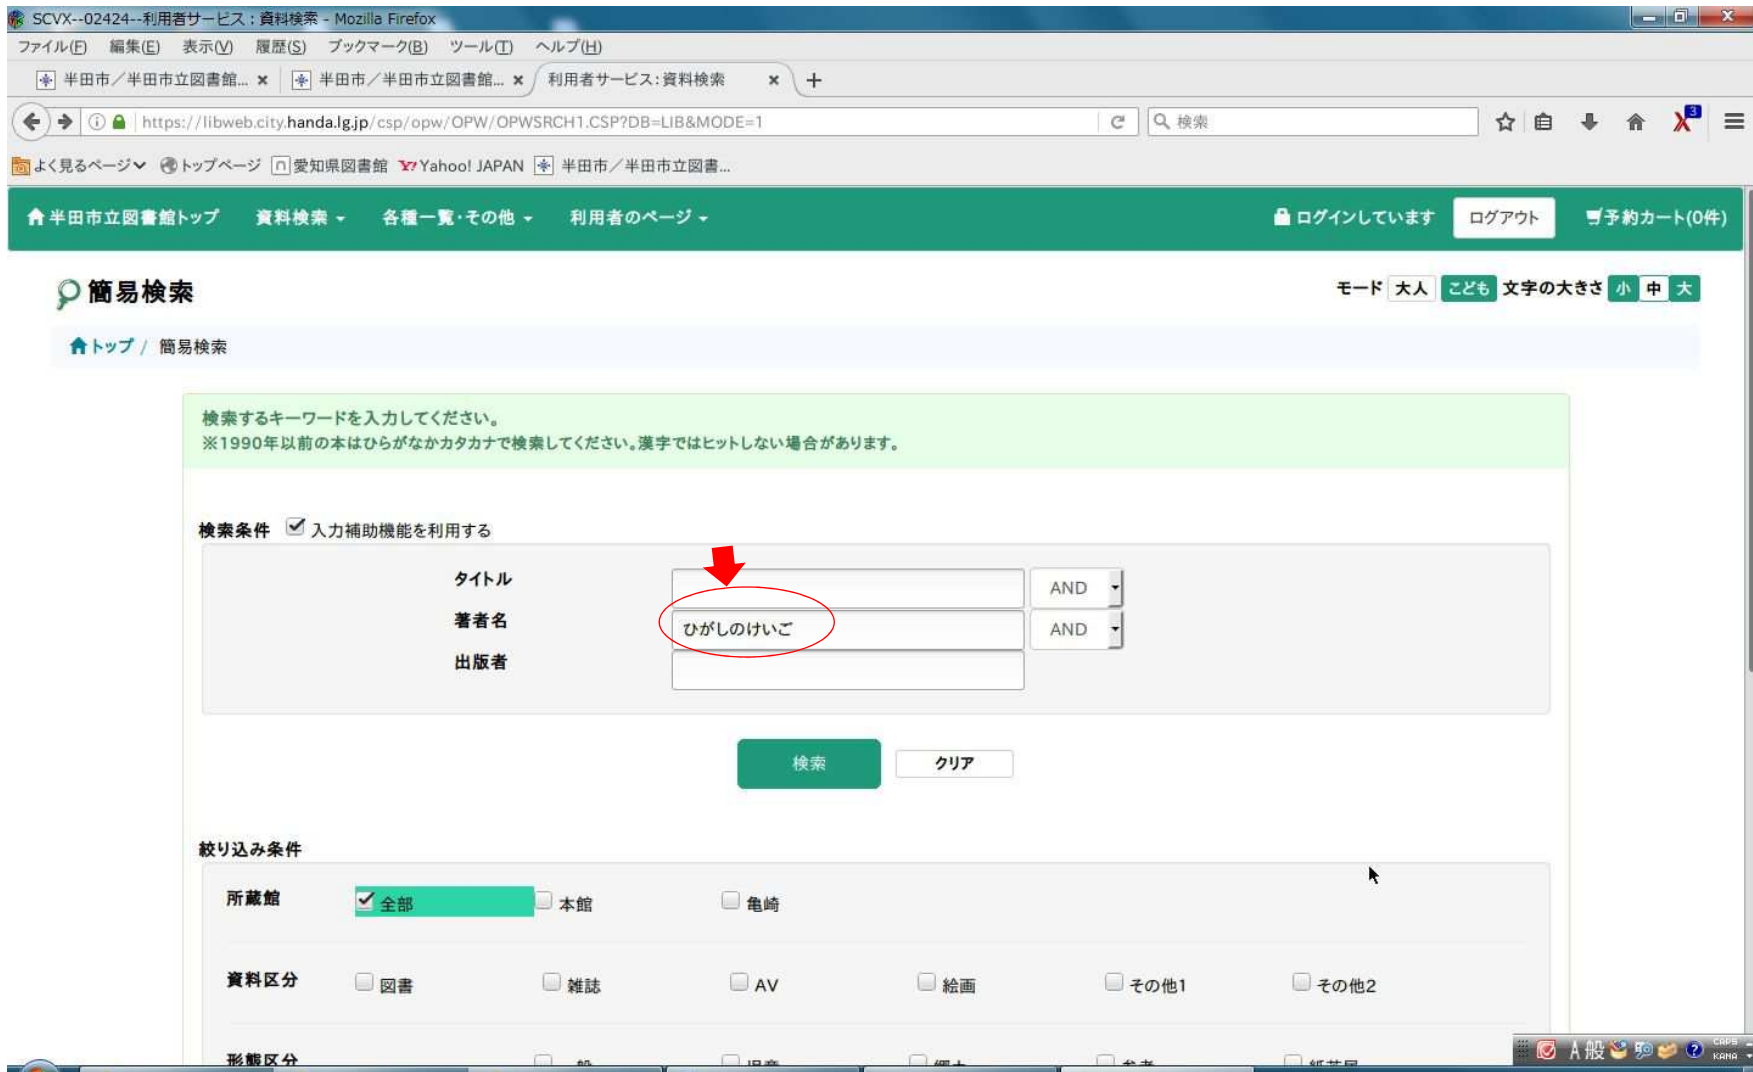 SCVX--02424--利用者サービス：資料検索 - Mozilla Firefox
ファイル(F) 編集(E) 表示(V) 履歴(S) ブックマーク(B) ツール(T) ヘルプ(H)
半田市／半田市立図書館... × 半田市／半田市立図書館... × 利用者サービス：資料検索 × +
https://libweb.city.handa.lg.jp/csp/opw/OPW/OPWSRCH1.CSP?DB=LIB&MODE=1 検索 3
よく見るページ トップページ 愛知県図書館 Yahoo! JAPAN 半田市／半田市立図書...
半田市立図書館トップ 資料検索 各種一覧・その他 利用者のページ ログインしています ログアウト 予約カート(0件)
簡易検索 モード 大人 こども 文字の大きさ 小 中 大
トップ / 簡易検索
検索するキーワードを入力してください。
※1990年以前の本はひらがなかカタカナで検索してください。漢字ではヒットしない場合があります。
検索条件 入力補助機能を利用する
タイトル AND
著者名 ひがしのけいご AND
出版者
検索 クリア
絞り込み条件
所蔵館 全部 本館 亀崎
資料区分 図書 雑誌 AV 絵画 その他1 その他2
形態区分
A 般 CAPS KANA